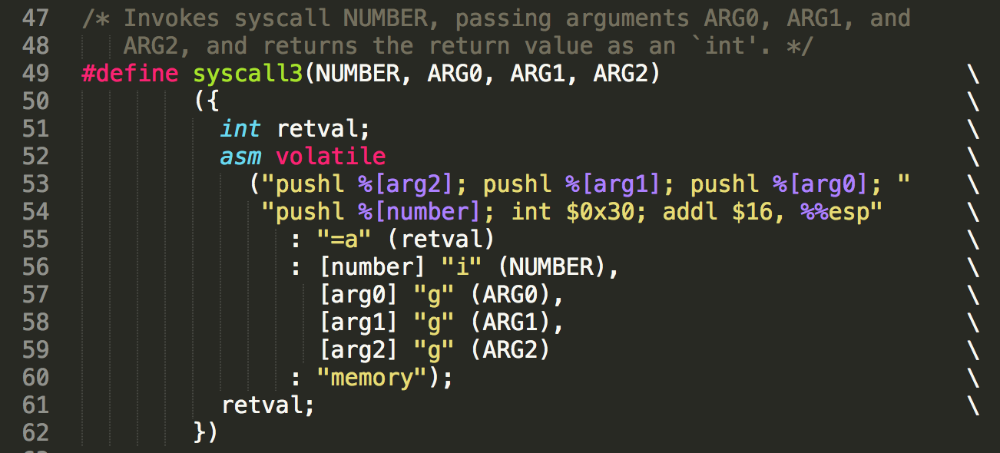 47 /* Invokes syscall NUMBER, passing arguments ARG0, ARG1, and
48    ARG2, and returns the return value as an `int'. */
49 #define syscall3(NUMBER, ARG0, ARG1, ARG2)                      \
50         ({                                                      \
51           int retval;                                           \
52           asm volatile                                          \
53             ("pushl %[arg2]; pushl %[arg1]; pushl %[arg0]; "    \
54              "pushl %[number]; int $0x30; addl $16, %%esp"      \
55                : "=a" (retval)                                  \
56                : [number] "i" (NUMBER),                         \
57                  [arg0] "g" (ARG0),                             \
58                  [arg1] "g" (ARG1),                             \
59                  [arg2] "g" (ARG2)                              \
60                : "memory");                                     \
61           retval;                                               \
62         })